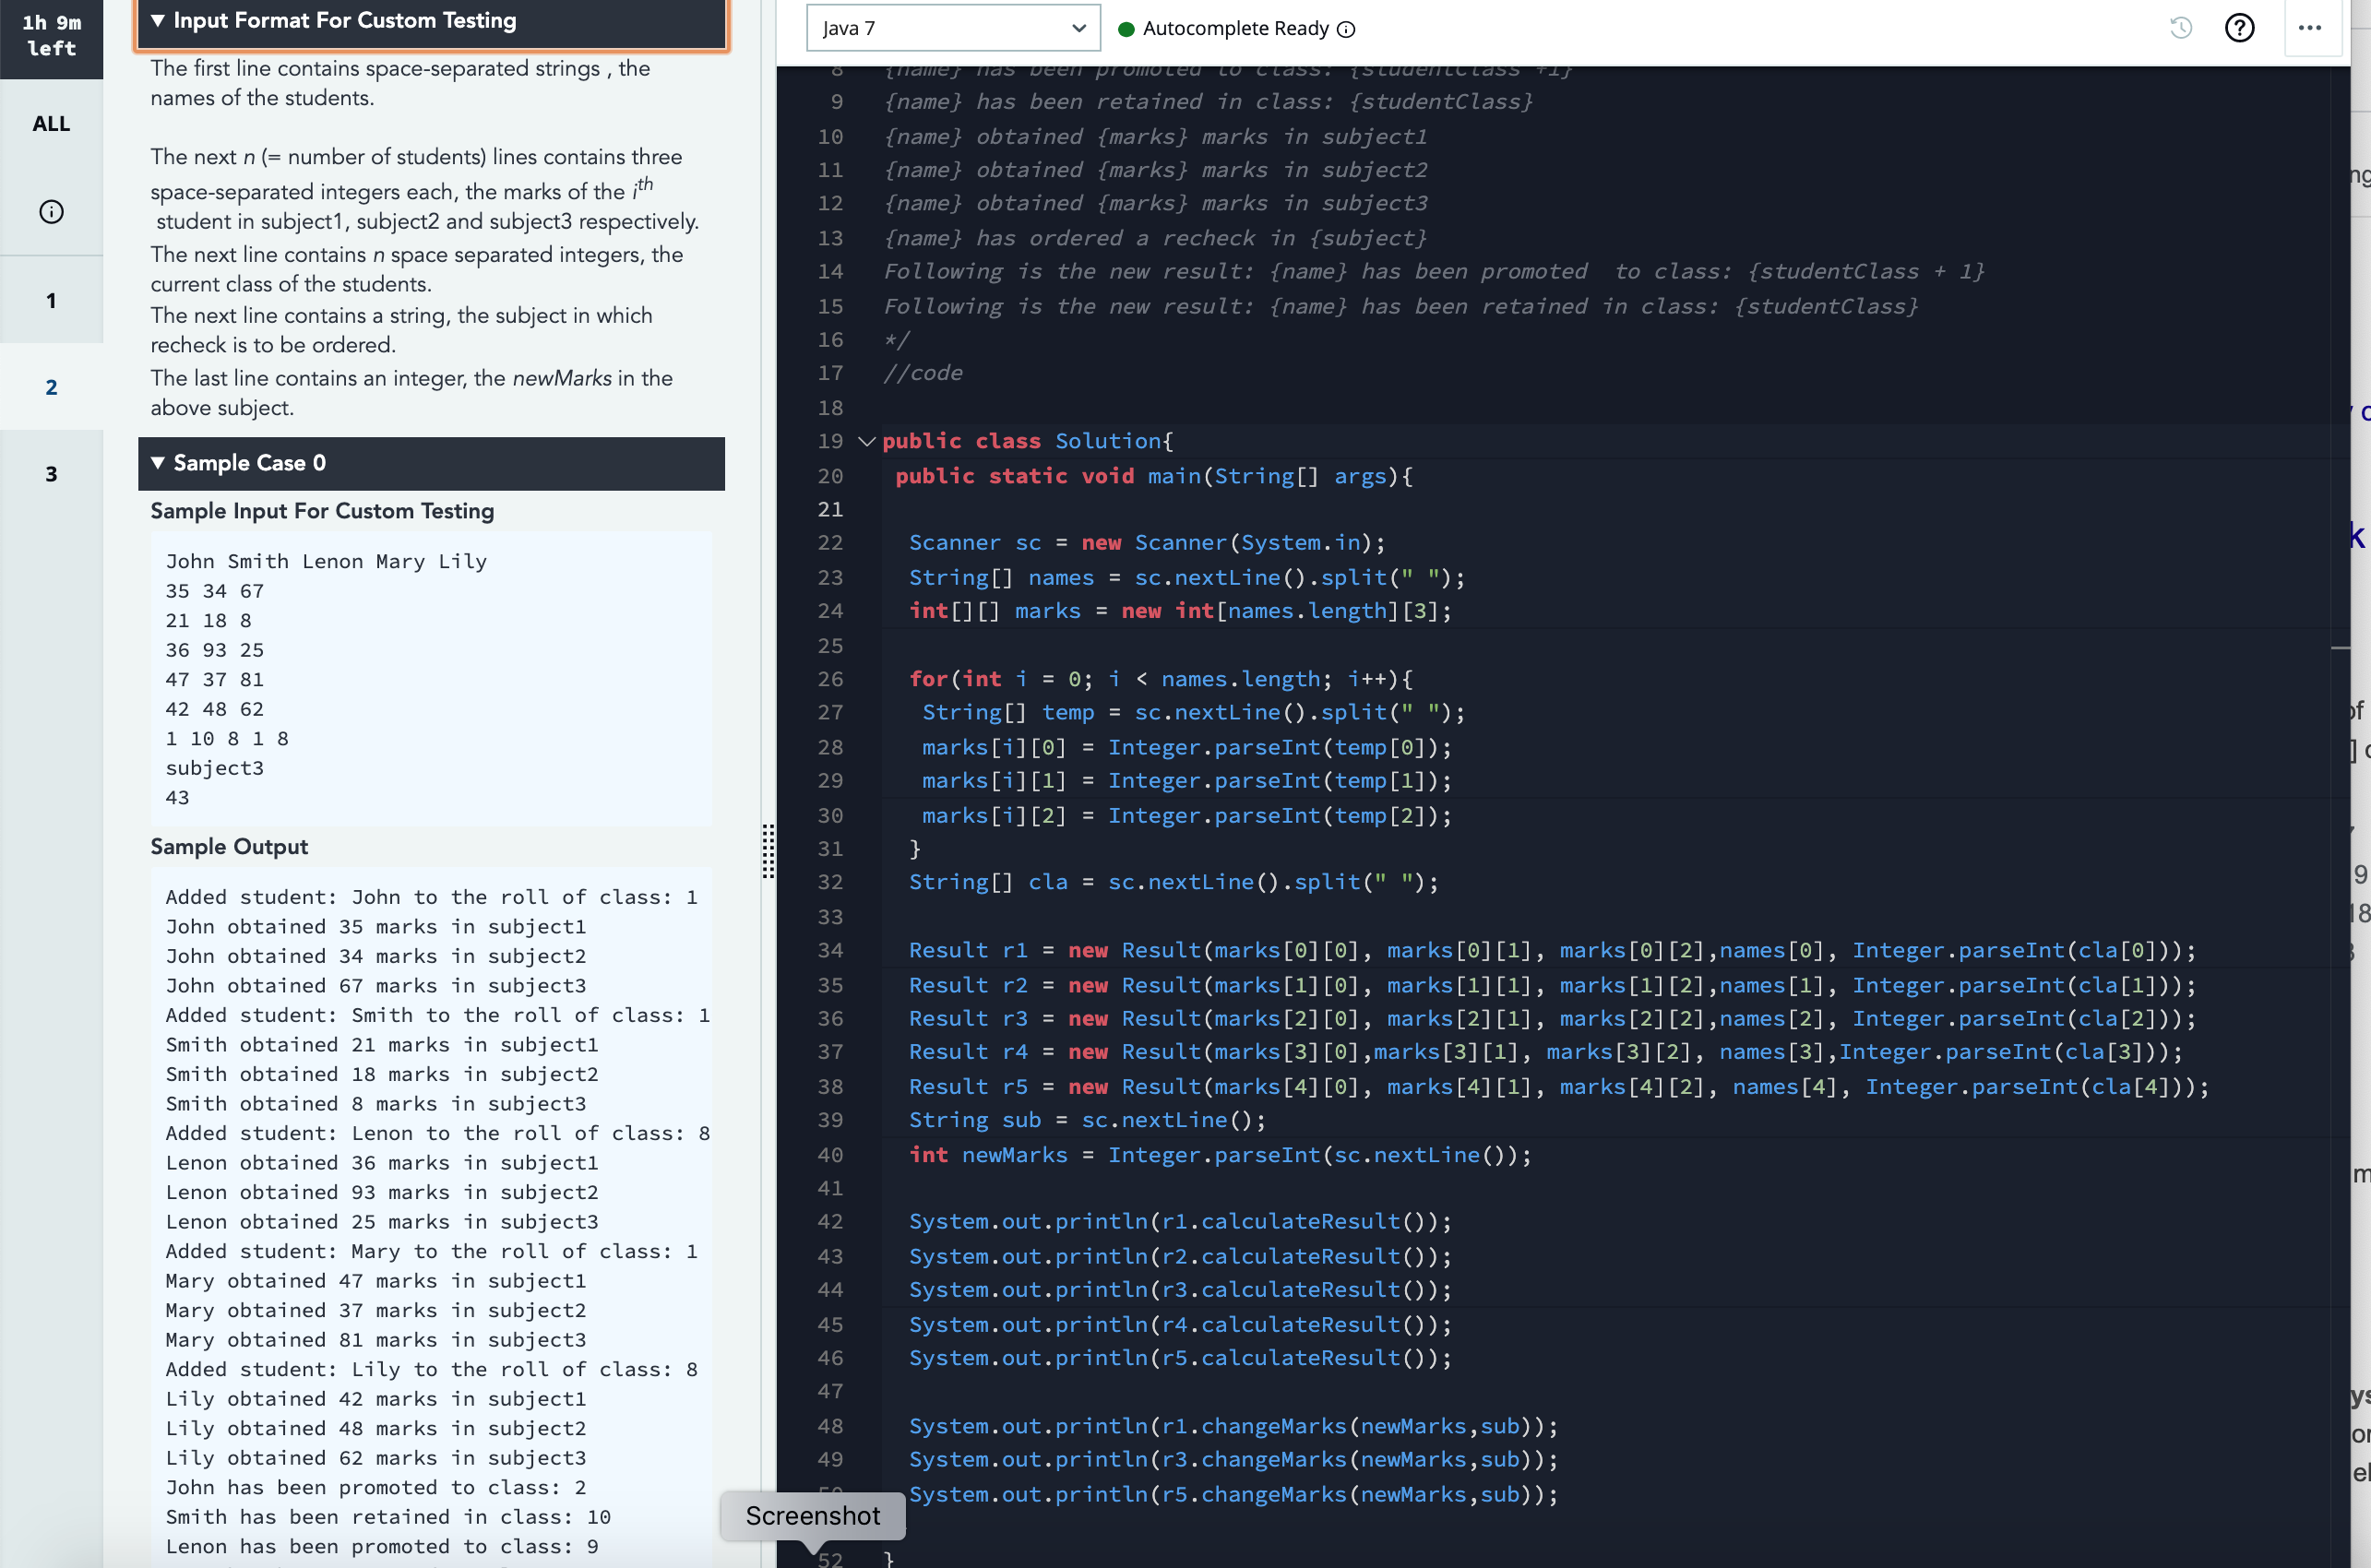 1h 9m
left
ALL
1
2
3
▼ Input Format For Custom Testing
The first line contains space-separated strings , the
names of the students.
The next n (= number of students) lines contains three
space-separated integers each, the marks of the ith
student in subject1, subject2 and subject3 respectively.
The next line contains n space separated integers, the
current class of the students.
The next line contains a string, the subject in which
recheck is to be ordered.
The last line contains an integer, the newMarks in the
above subject.
▼ Sample Case 0
Sample Input For Custom Testing
John Smith Lenon Mary Lily
35 34 67
21 18 8
36 93 25
47 37 81
42 48 62
1 10 8 1 8
subject3
43
Sample Output
Added student: John to the roll of class: 1
John obtained 35 marks in subject1
John obtained 34 marks in subject2
John obtained 67 marks in subject3
Added student: Smith to the roll of class: 1
Smith obtained 21 marks in subject1
Smith obtained 18 marks in subject2
Smith obtained 8 marks in subject3
Added student: Lenon to the roll of class: 8
Lenon obtained 36 marks in subject1
Lenon obtained 93 marks in subject2
Lenon obtained 25 marks in subject3
Added student: Mary to the roll of class: 1
Mary obtained 47 marks in subject1
Mary obtained 37 marks in subject2
Mary obtained 81 marks in subject3
Added student: Lily to the roll of class: 8
Lily obtained 42 marks in subject1
Lily obtained 48 marks in subject2
Lily obtained 62 marks in subject3
John has been promoted to class: 2
Smith has been retained in class: 10
Lenon has been promoted to class: 9
Java 7
Autocomplete Ready
8 {name} has been promoted to class: {studentClass +1}
9 {name} has been retained in class: {studentClass}
10 {name} obtained {marks} marks in subject1
11 {name} obtained {marks} marks in subject2
12 {name} obtained {marks} marks in subject3
13 {name} has ordered a recheck in {subject}
14 Following is the new result: {name} has been promoted  to class: {studentClass + 1}
15 Following is the new result: {name} has been retained in class: {studentClass}
16 */
17 //code
18
19 public class Solution{
20 public static void main(String[] args){
21
22 Scanner sc = new Scanner(System.in);
23 String[] names = sc.nextLine().split(" ");
24 int[][] marks = new int[names.length][3];
25
26 for(int i = 0; i < names.length; i++){
27 String[] temp = sc.nextLine().split(" ");
28 marks[i][0] = Integer.parseInt(temp[0]);
29 marks[i][1] = Integer.parseInt(temp[1]);
30 marks[i][2] = Integer.parseInt(temp[2]);
31 }
32 String[] cla = sc.nextLine().split(" ");
33
34 Result r1 = new Result(marks[0][0], marks[0][1], marks[0][2],names[0], Integer.parseInt(cla[0]));
35 Result r2 = new Result(marks[1][0], marks[1][1], marks[1][2],names[1], Integer.parseInt(cla[1]));
36 Result r3 = new Result(marks[2][0], marks[2][1], marks[2][2],names[2], Integer.parseInt(cla[2]));
37 Result r4 = new Result(marks[3][0],marks[3][1], marks[3][2], names[3],Integer.parseInt(cla[3]));
38 Result r5 = new Result(marks[4][0], marks[4][1], marks[4][2], names[4], Integer.parseInt(cla[4]));
39 String sub = sc.nextLine();
40 int newMarks = Integer.parseInt(sc.nextLine());
41
42 System.out.println(r1.calculateResult());
43 System.out.println(r2.calculateResult());
44 System.out.println(r3.calculateResult());
45 System.out.println(r4.calculateResult());
46 System.out.println(r5.calculateResult());
47
48 System.out.println(r1.changeMarks(newMarks,sub));
49 System.out.println(r3.changeMarks(newMarks,sub));
50 System.out.println(r5.changeMarks(newMarks,sub));
52 }
Screenshot